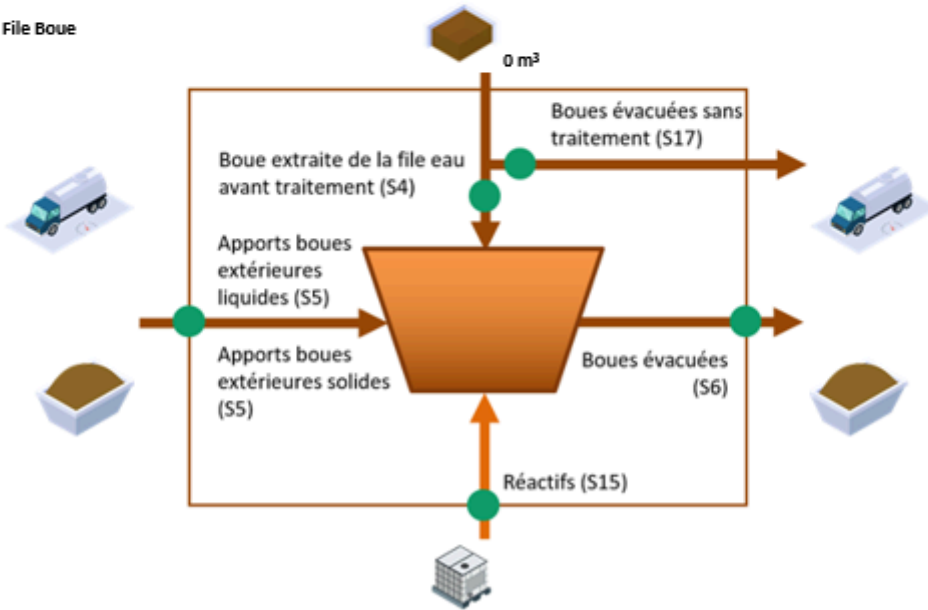 File Boue
0 m³
Boues évacuées sans
traitement (S17)
Boue extraite de la file eau
avant traitement (S4)
Apports boues
extérieures
liquides (S5)
Apports boues
extérieures solides
(S5)
Boues évacuées
(S6)
Réactifs (S15)